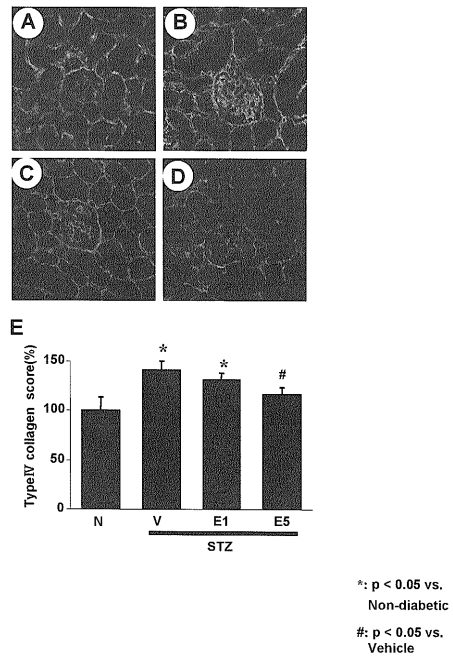 A
B
C
D
E
TypeⅣ collagen score(%)
150
100
50
0
*
*
#
N
V
E1
E5
STZ
*: p < 0.05 vs.
Non-diabetic
#: p < 0.05 vs.
Vehicle